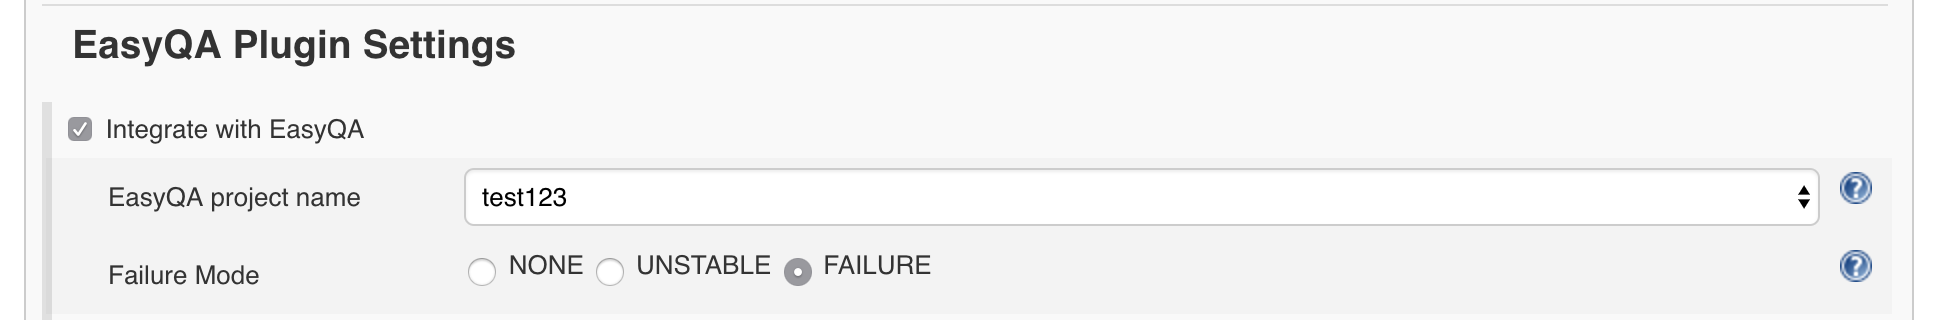 EasyQA Plugin Settings
Integrate with EasyQA
EasyQA project name test123 ?
Failure Mode NONE UNSTABLE FAILURE ?